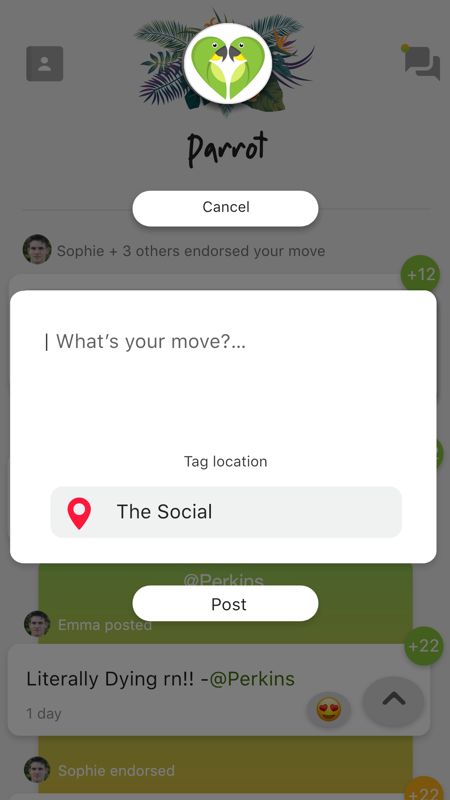 Parrot
Cancel
Sophie + 3 others endorsed your move
+12
What's your move?...
Tag location
The Social
@Perkins
Post
Emma posted
+22
Literally Dying rn!! -@Perkins
1 day
Sophie endorsed
+22